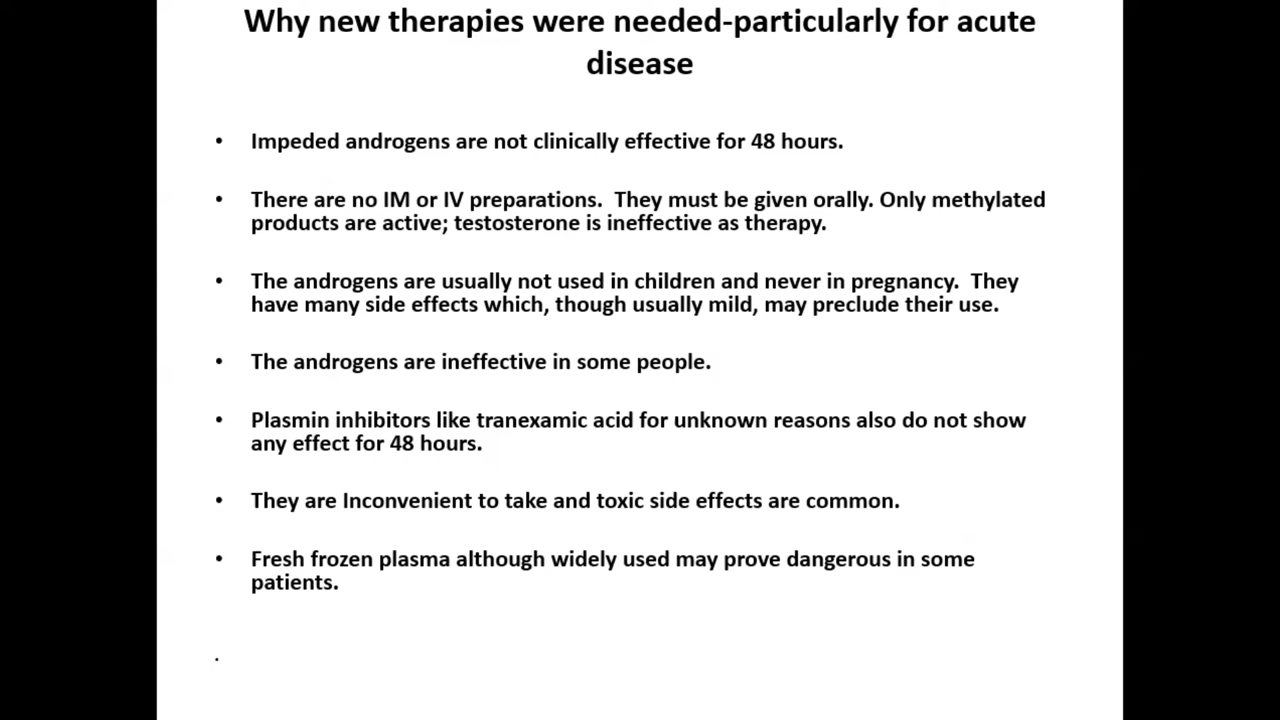 Why new therapies were needed-particularly for acute
disease
• Impeded androgens are not clinically effective for 48 hours.
• There are no IM or IV preparations.  They must be given orally. Only methylated
products are active; testosterone is ineffective as therapy.
• The androgens are usually not used in children and never in pregnancy.  They
have many side effects which, though usually mild, may preclude their use.
• The androgens are ineffective in some people.
• Plasmin inhibitors like tranexamic acid for unknown reasons also do not show
any effect for 48 hours.
• They are Inconvenient to take and toxic side effects are common.
• Fresh frozen plasma although widely used may prove dangerous in some
patients.
.